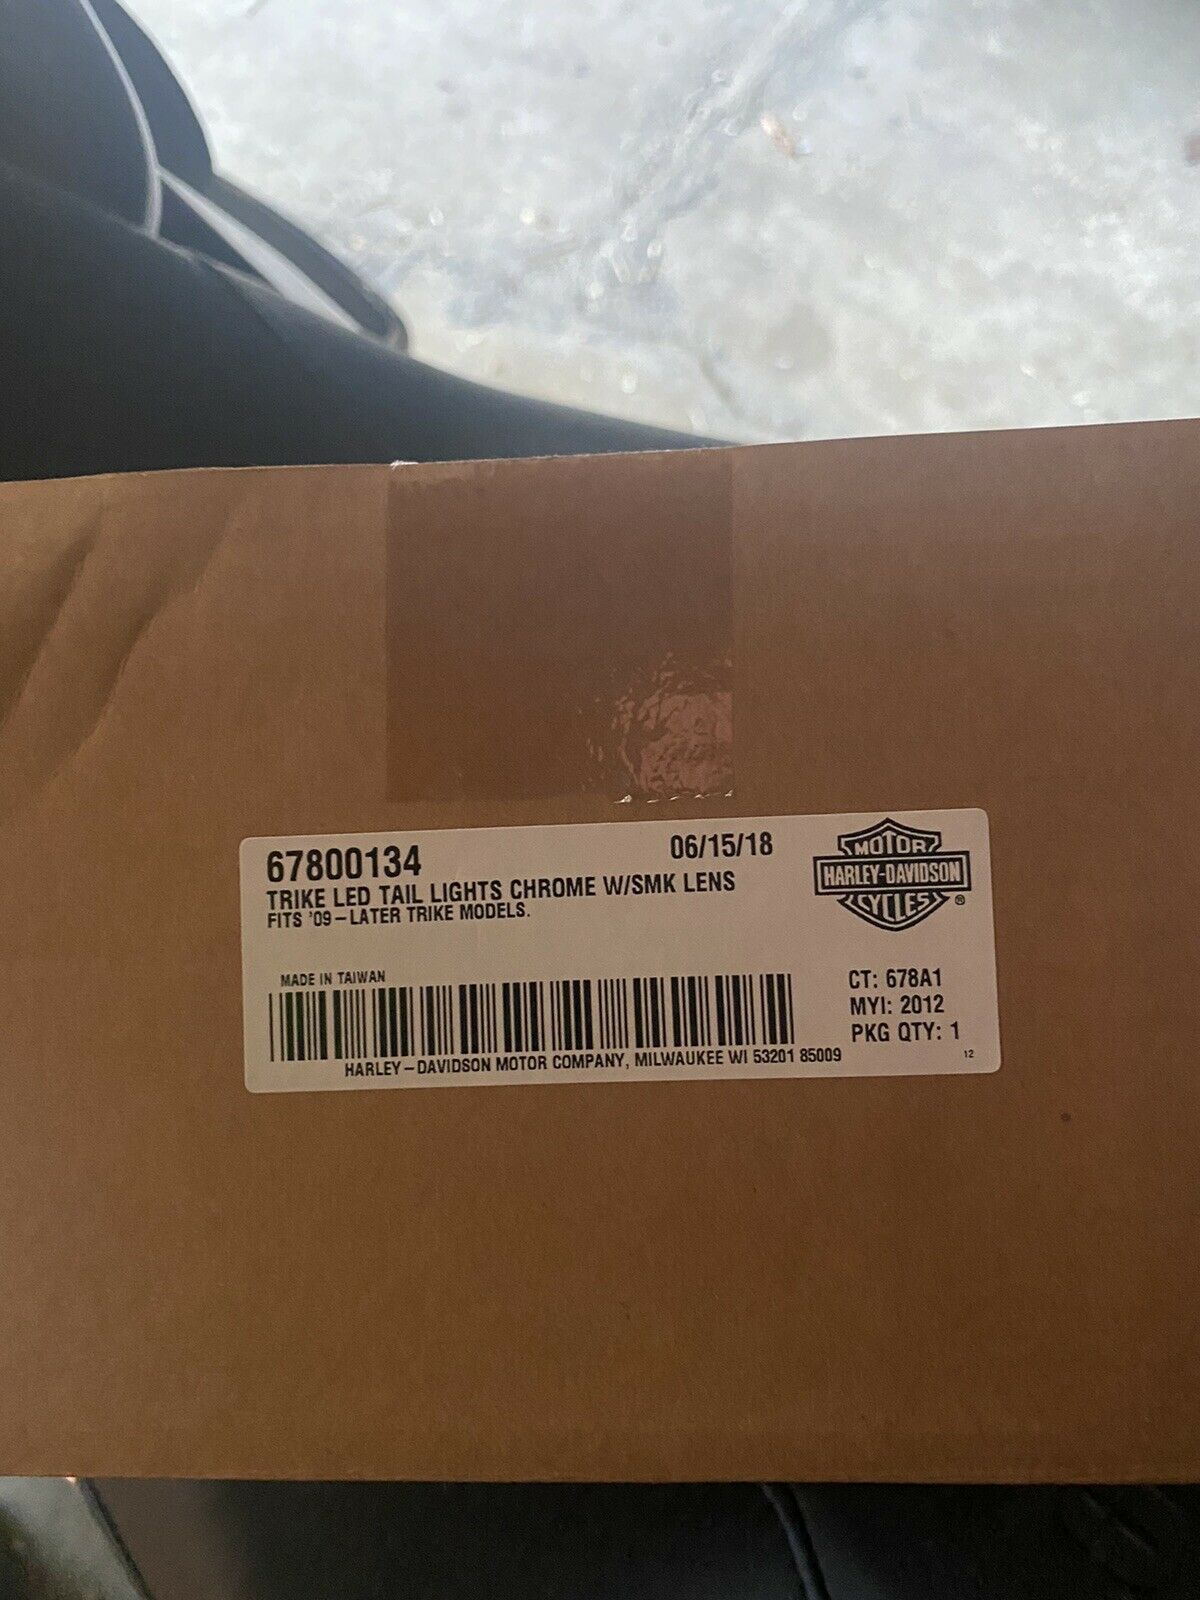 67800134 06/15/18
TRIKE LED TAIL LIGHTS CHROME W/SMK LENS
FITS '09-LATER TRIKE MODELS.
MOTOR
HARLEY-DAVIDSON
CYCLES®
MADE IN TAIWAN
CT: 678A1
MYI: 2012
PKG QTY: 1
HARLEY-DAVIDSON MOTOR COMPANY, MILWAUKEE WI 53201 85009
12